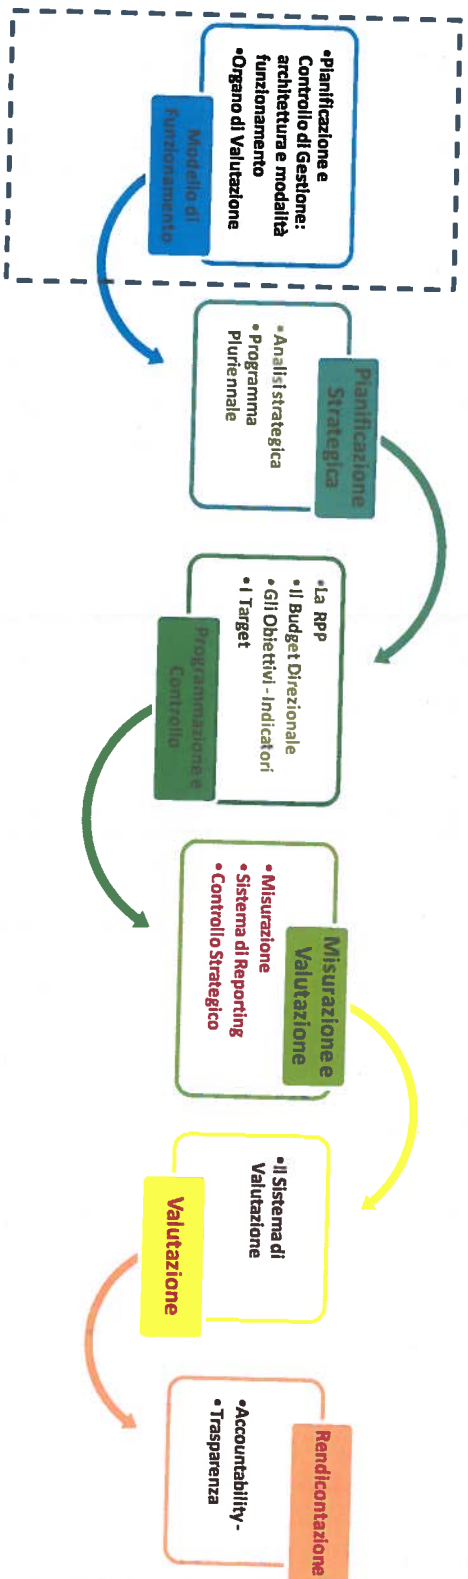 •Pianificazione e
Controllo di Gestione:
architettura e modalità
funzionamento
•Organo di Valutazione
Modello di
Funzionamento
Pianificazione
Strategica
•Analisi strategica
•Programma
Pluriennale
•La RPP
•Il Budget Direzionale
•Gli Obiettivi - Indicatori
•I Target
Programmazione e
Controllo
Misurazione e
Valutazione
•Misurazione
•Sistema di Reporting
•Controllo Strategico
•Il Sistema di
Valutazione
Valutazione
Rendicontazione
•Accountability -
•Trasparenza